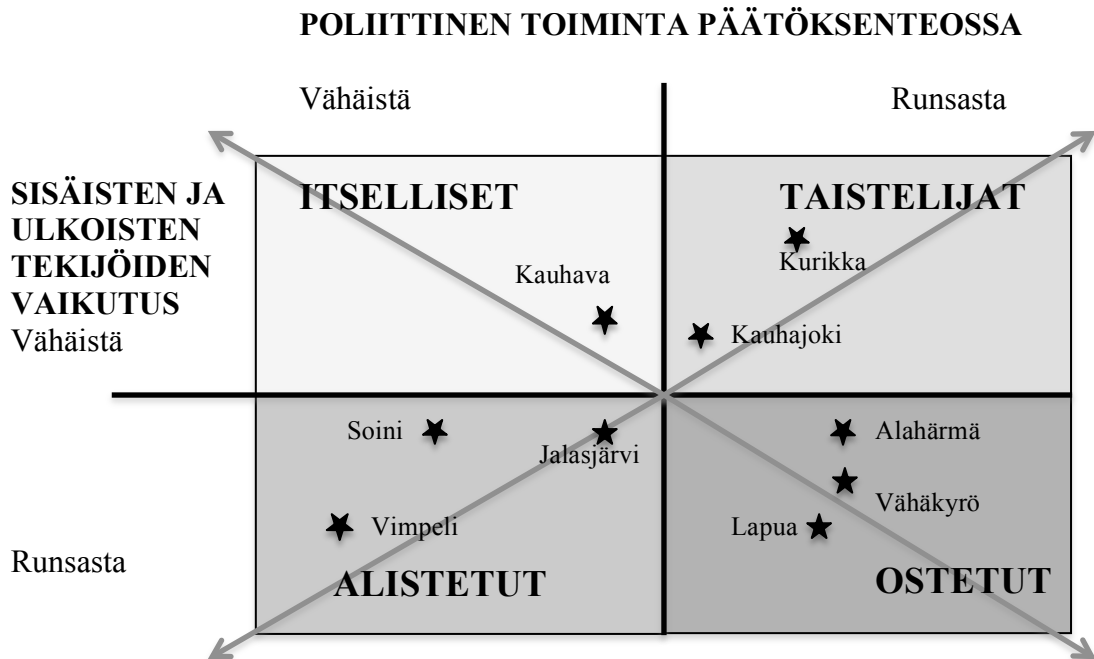 POLIITTINEN TOIMINTA PÄÄTÖKSENTEOSSA
Vähäistä
Runsasta
SISÄISTEN JA
ULKOISTEN
TEKIJÖIDEN
VAIKUTUS
Vähäistä
ITSELLISET
TAISTELIJAT
Kurikka
Kauhava
Kauhajoki
Soini
Jalasjärvi
Alahärmä
Vähäkyrö
Vimpeli
Lapua
Runsasta
ALISTETUT
OSTETUT